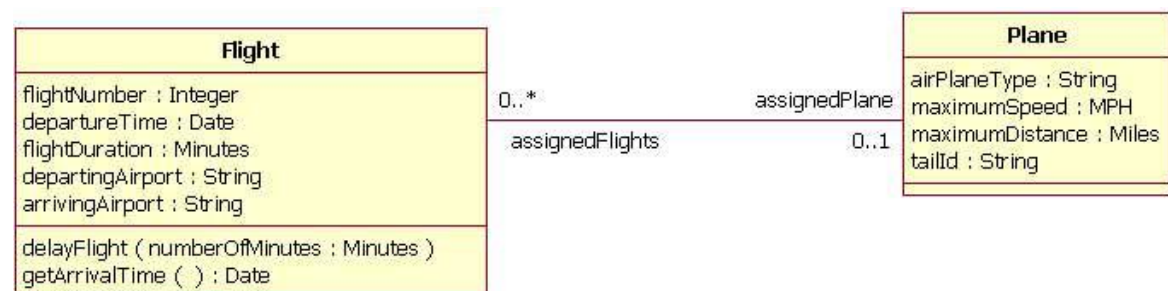 Flight
flightNumber : Integer
departureTime : Date
flightDuration : Minutes
departingAirport : String
arrivingAirport : String
delayFlight ( numberOfMinutes : Minutes )
getArrivalTime ( ) : Date
0..*
assignedFlights
assignedPlane
0..1
Plane
airPlaneType : String
maximumSpeed : MPH
maximumDistance : Miles
tailId : String